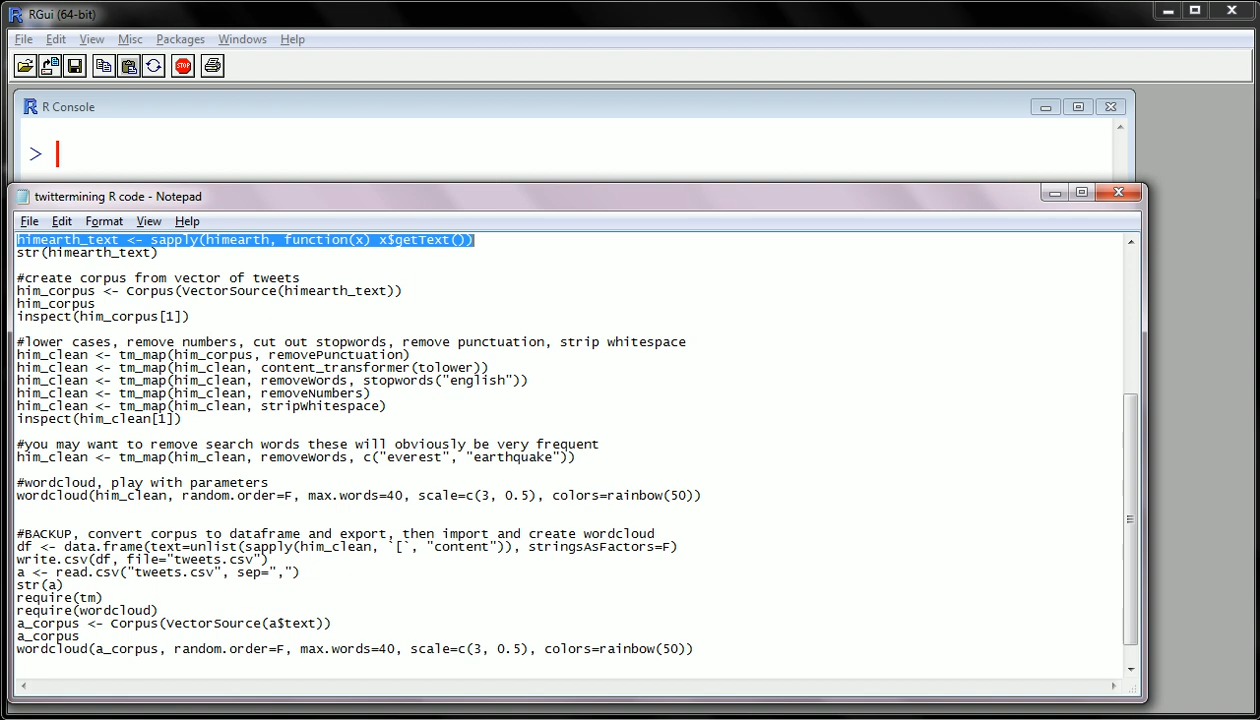 RGui (64-bit)
File Edit View Misc Packages Windows Help
STOP
R Console
>
twittermining R code - Notepad
File Edit Format View Help
himearth_text <- sapply(himearth, function(x) x$getText())
str(himearth_text)
#create corpus from vector of tweets
him_corpus <- Corpus(VectorSource(himearth_text))
him_corpus
inspect(him_corpus[1])
#lower cases, remove numbers, cut out stopwords, remove punctuation, strip whitespace
him_clean <- tm_map(him_corpus, removePunctuation)
him_clean <- tm_map(him_clean, content_transformer(tolower))
him_clean <- tm_map(him_clean, removeWords, stopwords("english"))
him_clean <- tm_map(him_clean, removeNumbers)
him_clean <- tm_map(him_clean, stripWhitespace)
inspect(him_clean[1])
#you may want to remove search words these will obviously be very frequent
him_clean <- tm_map(him_clean, removeWords, c("everest", "earthquake"))
#wordcloud, play with parameters
wordcloud(him_clean, random.order=F, max.words=40, scale=c(3, 0.5), colors=rainbow(50))
#BACKUP, convert corpus to dataframe and export, then import and create wordcloud
df <- data.frame(text=unlist(sapply(him_clean, `[`, "content")), stringsAsFactors=F)
write.csv(df, file="tweets.csv")
a <- read.csv("tweets.csv", sep=",")
str(a)
require(tm)
require(wordcloud)
a_corpus <- Corpus(VectorSource(a$text))
a_corpus
wordcloud(a_corpus, random.order=F, max.words=40, scale=c(3, 0.5), colors=rainbow(50))